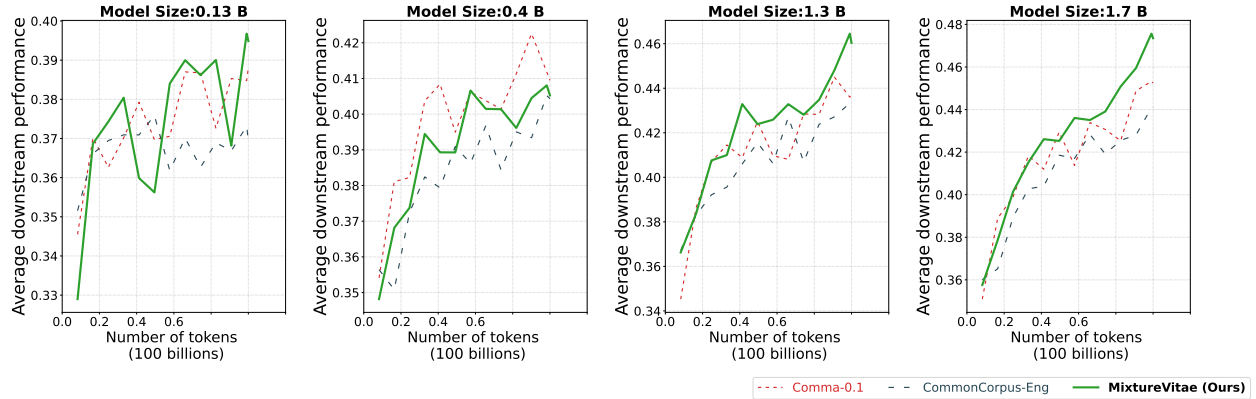 Model Size:0.13 B
Average downstream performance
0.40
0.39
0.38
0.37
0.36
0.35
0.34
0.33
0.0 0.2 0.4 0.6
Number of tokens
(100 billions)
Model Size:0.4 B
Average downstream performance
0.42
0.41
0.40
0.39
0.38
0.37
0.36
0.35
0.0 0.2 0.4 0.6
Number of tokens
(100 billions)
Model Size:1.3 B
Average downstream performance
0.46
0.44
0.42
0.40
0.38
0.36
0.34
0.0 0.2 0.4 0.6
Number of tokens
(100 billions)
Model Size:1.7 B
Average downstream performance
0.48
0.46
0.44
0.42
0.40
0.38
0.36
0.0 0.2 0.4 0.6
Number of tokens
(100 billions)
Comma-0.1 CommonCorpus-Eng MixtureVitae (Ours)